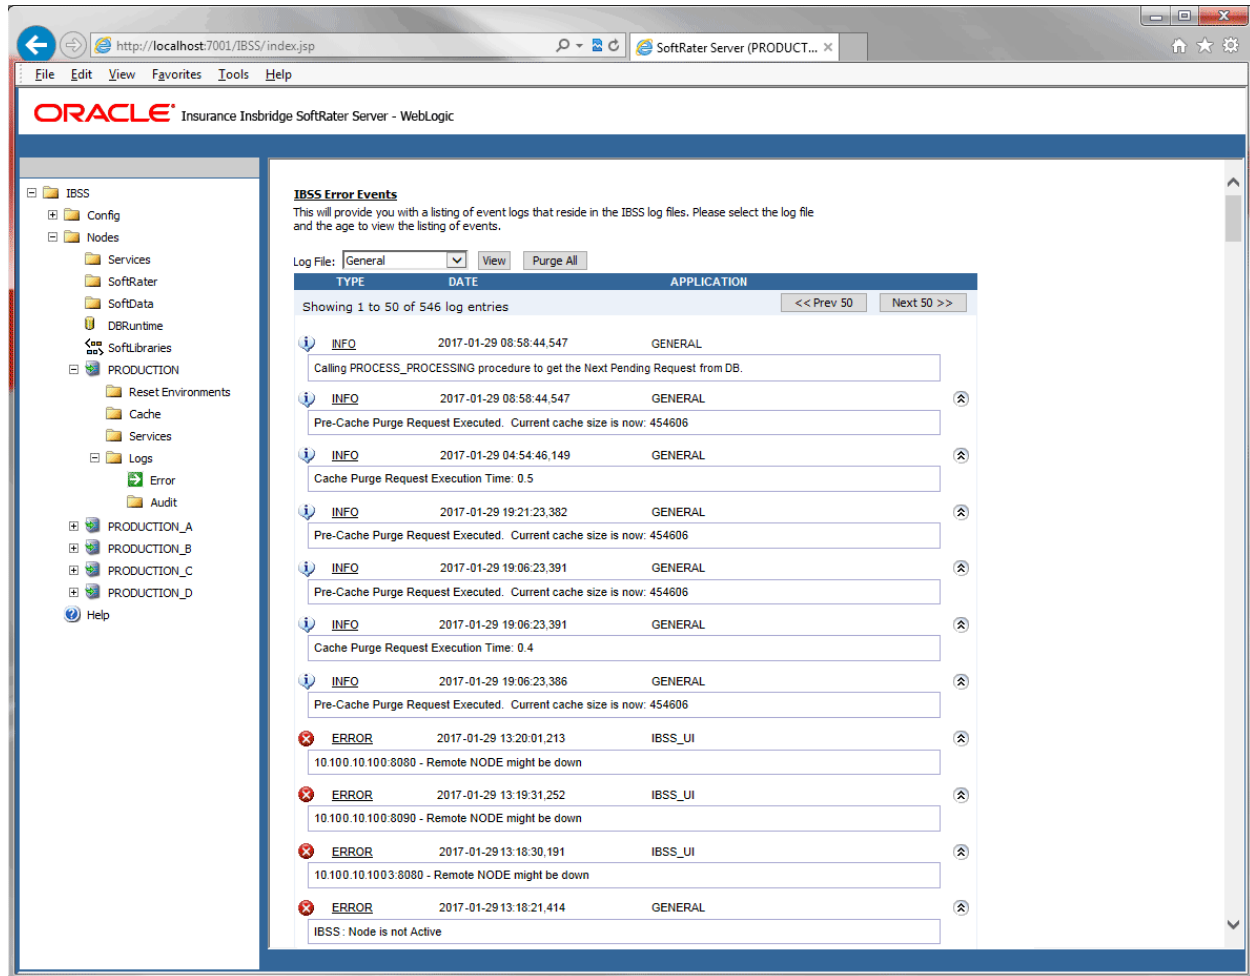 http://localhost:7001/IBSS/index.jsp
SoftRater Server (PRODUCT...
File Edit View Favorites Tools Help
ORACLE Insurance Insbridge SoftRater Server - WebLogic
IBSS
Config
Nodes
Services
SoftRater
SoftData
DBRuntime
SoftLibraries
PRODUCTION
Reset Environments
Cache
Services
Logs
Error
Audit
PRODUCTION_A
PRODUCTION_B
PRODUCTION_C
PRODUCTION_D
Help
IBSS Error Events
This will provide you with a listing of event logs that reside in the IBSS log files. Please select the log file
and the age to view the listing of events.
Log File: General View Purge All
TYPE DATE APPLICATION
Showing 1 to 50 of 546 log entries << Prev 50 Next 50 >>
INFO 2017-01-29 08:58:44,547 GENERAL
Calling PROCESS_PROCESSING procedure to get the Next Pending Request from DB.
INFO 2017-01-29 08:58:44,547 GENERAL
Pre-Cache Purge Request Executed. Current cache size is now: 454606
INFO 2017-01-29 04:54:46,149 GENERAL
Cache Purge Request Execution Time: 0.5
INFO 2017-01-29 19:21:23,382 GENERAL
Pre-Cache Purge Request Executed. Current cache size is now: 454606
INFO 2017-01-29 19:06:23,391 GENERAL
Pre-Cache Purge Request Executed. Current cache size is now: 454606
INFO 2017-01-29 19:06:23,391 GENERAL
Cache Purge Request Execution Time: 0.4
INFO 2017-01-29 19:06:23,386 GENERAL
Pre-Cache Purge Request Executed. Current cache size is now: 454606
ERROR 2017-01-29 13:20:01,213 IBSS_UI
10.100.10.100:8080 - Remote NODE might be down
ERROR 2017-01-29 13:19:31,252 IBSS_UI
10.100.10.100:8090 - Remote NODE might be down
ERROR 2017-01-29 13:18:30,191 IBSS_UI
10.100.10.1003:8080 - Remote NODE might be down
ERROR 2017-01-29 13:18:21,414 GENERAL
IBSS : Node is not Active